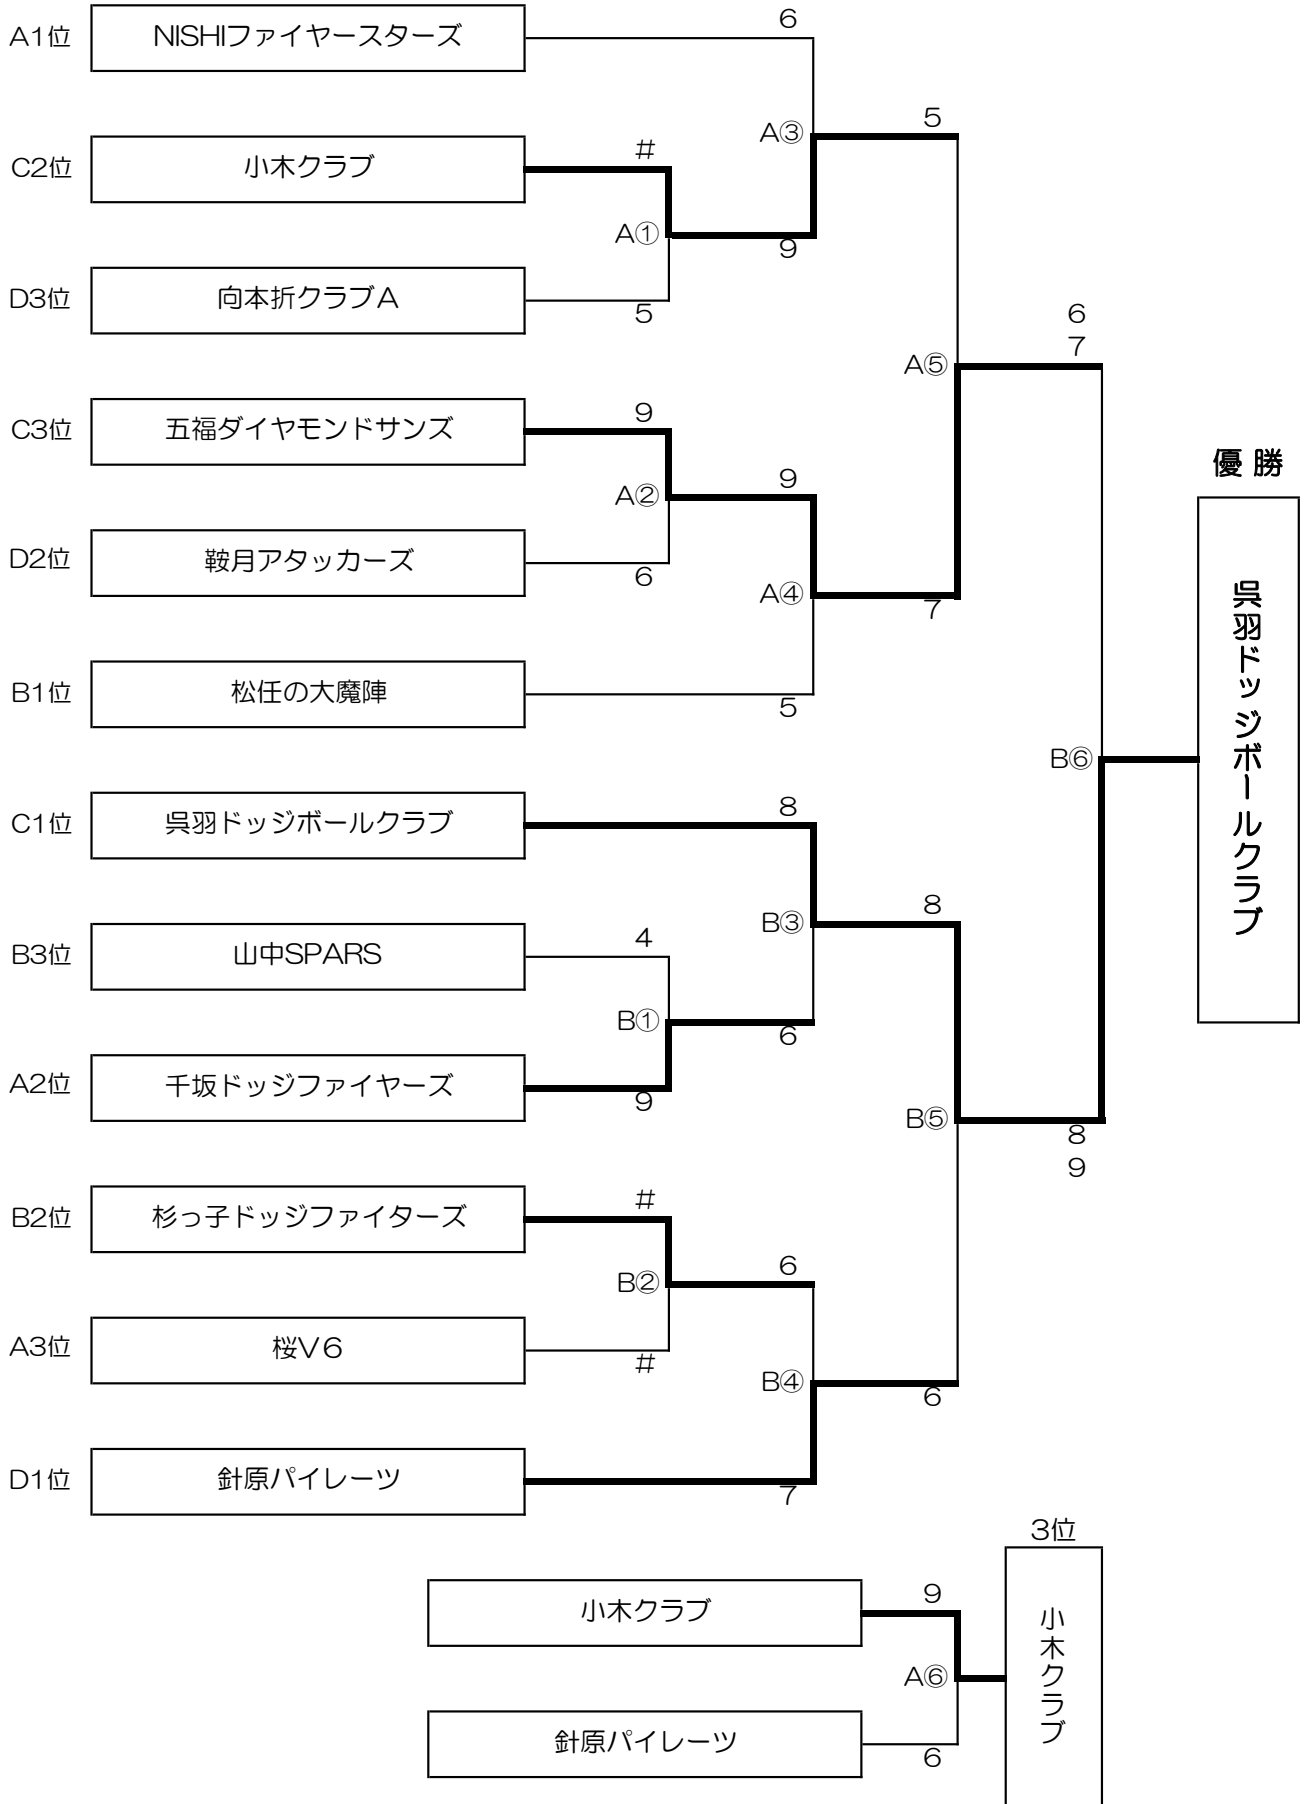 6
A1位 NISHIファイヤースターズ
5
A③
#
C2位 小木クラブ
A①
9
D3位 向本折クラブA
5
6
7
A⑤
9
C3位 五福ダイヤモンドサンズ
優勝
9
A②
D2位 鞍月アタッカーズ
6
A④
7
呉羽ドッジボールクラブ
B1位 松任の大魔陣
5
B⑥
8
C1位 呉羽ドッジボールクラブ
8
B③
4
B3位 山中SPARS
B①
6
A2位 千坂ドッジファイヤーズ
9
B⑤
8
9
#
B2位 杉っ子ドッジファイターズ
6
B②
A3位 桜V6
#
B④
6
D1位 針原パイレーツ
7
3位
9
小木クラブ
小木クラブ
A⑥
針原パイレーツ
6